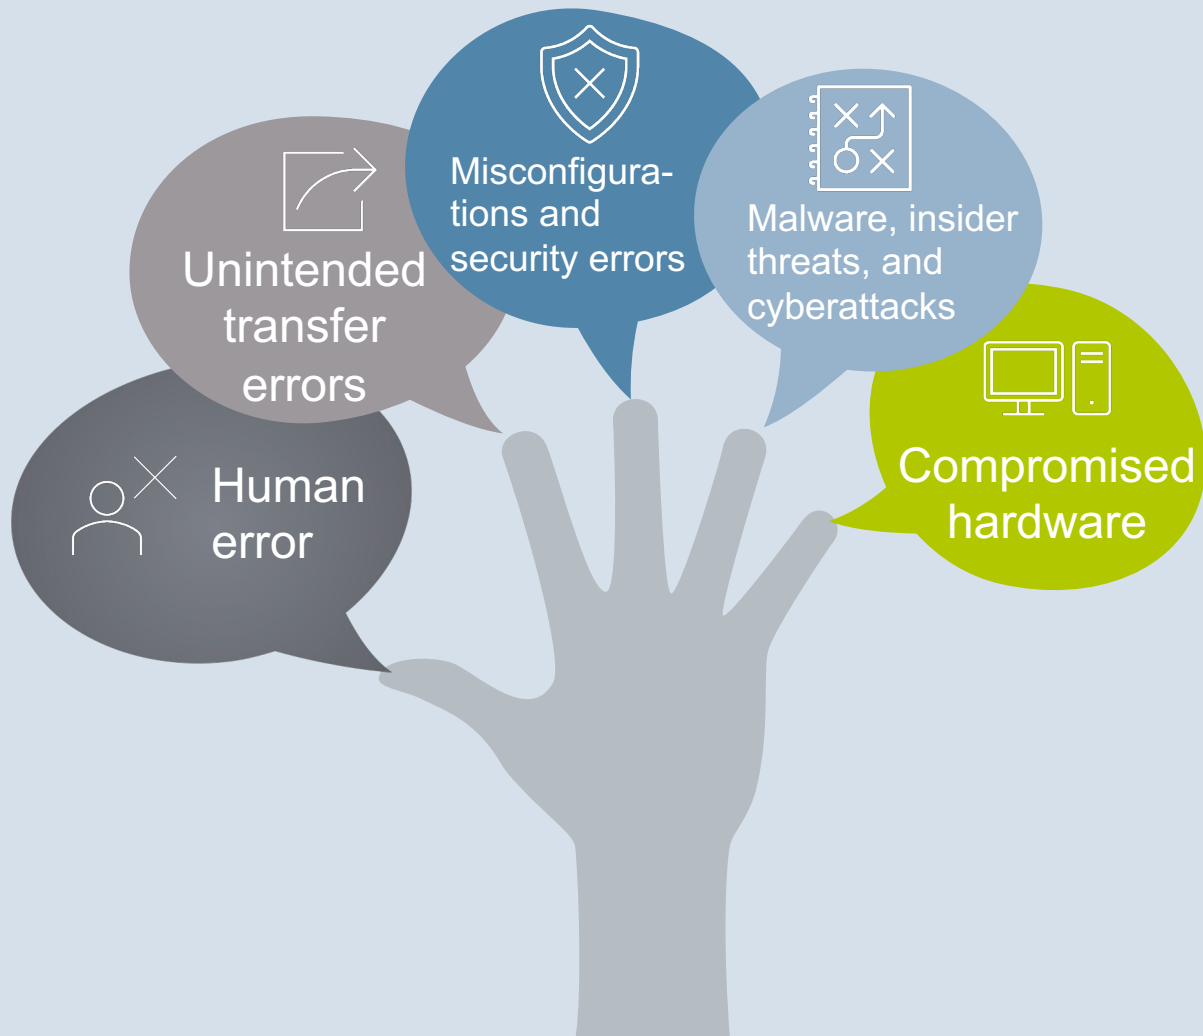 Misconfigura-
tions and
security errors
Malware, insider
threats, and
cyberattacks
Unintended
transfer
errors
Compromised
hardware
Human
error